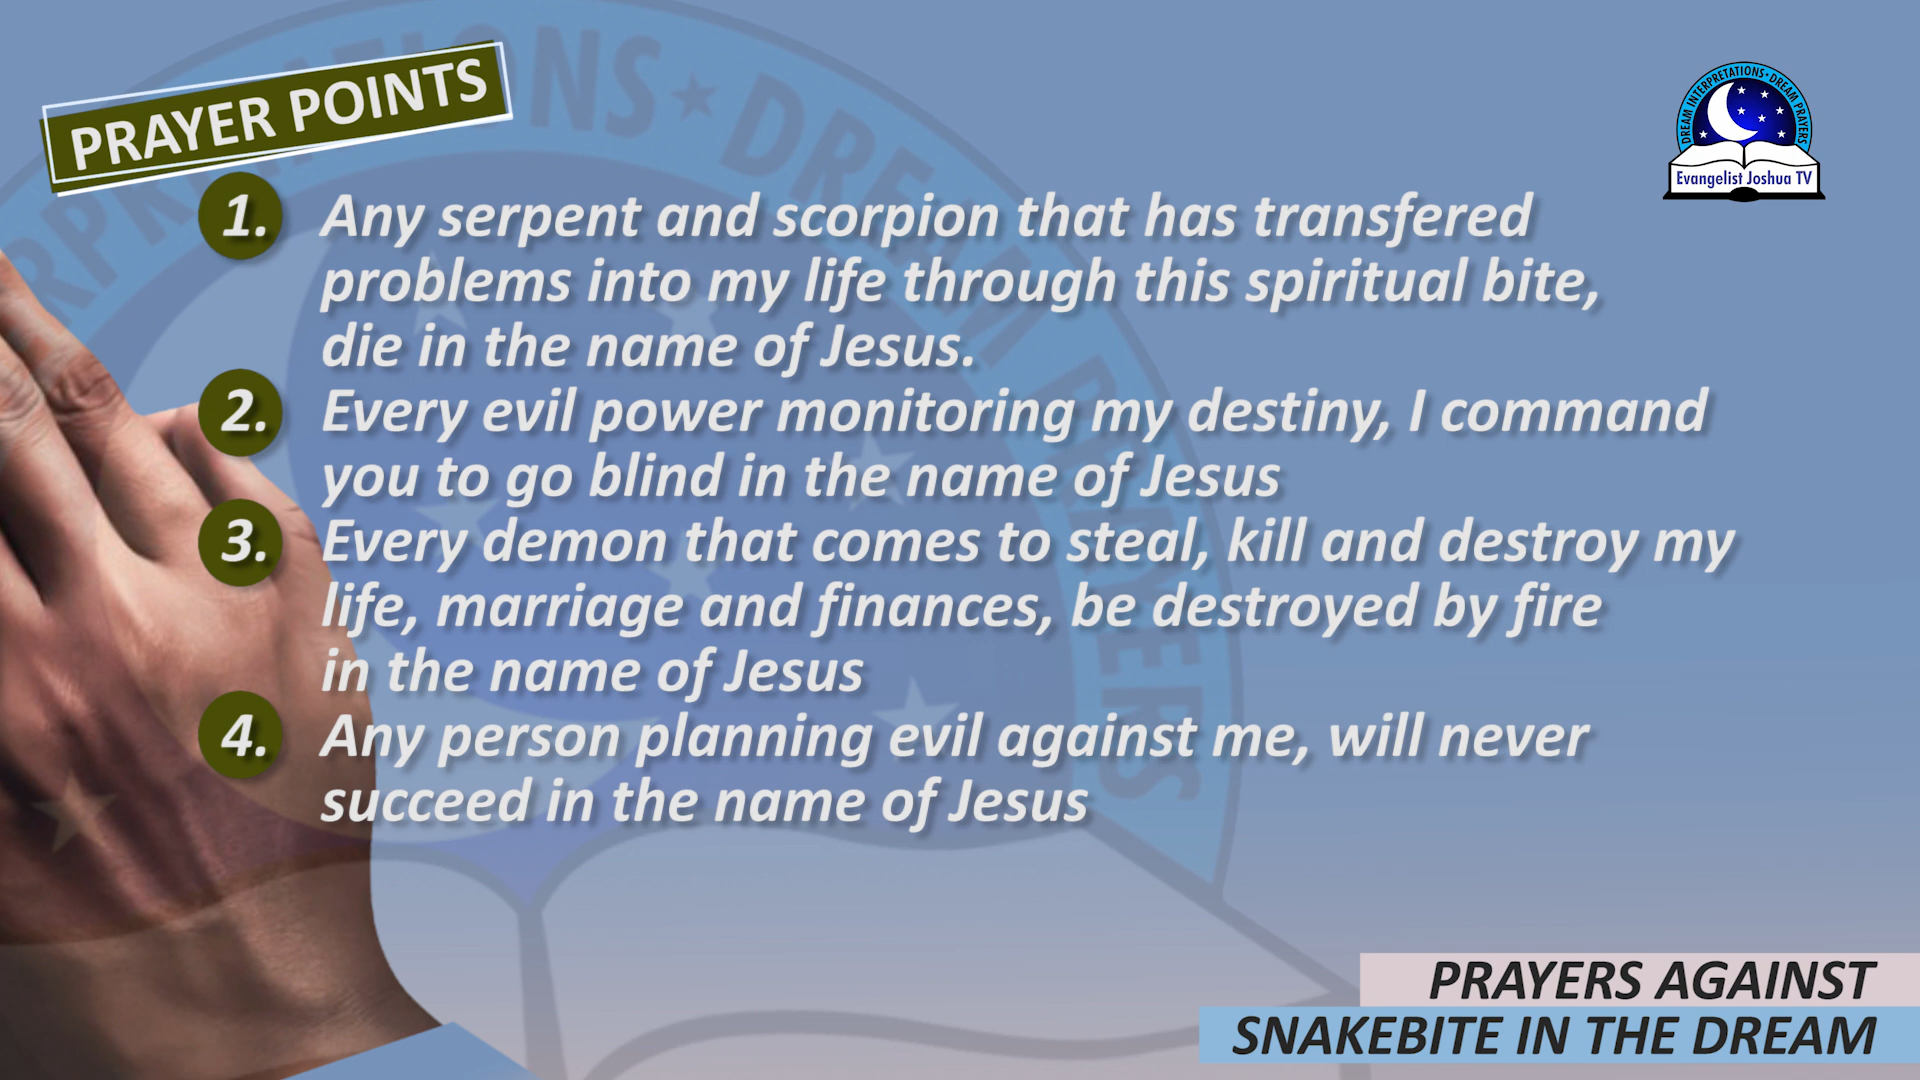 PRAYER POINTS
DREAM INTERPRETATIONS · DREAM PRAYERS
Evangelist Joshua TV
1. Any serpent and scorpion that has transfered
problems into my life through this spiritual bite,
die in the name of Jesus.
2. Every evil power monitoring my destiny, I command
you to go blind in the name of Jesus
3. Every demon that comes to steal, kill and destroy my
life, marriage and finances, be destroyed by fire
in the name of Jesus
4. Any person planning evil against me, will never
succeed in the name of Jesus
PRAYERS AGAINST
SNAKEBITE IN THE DREAM